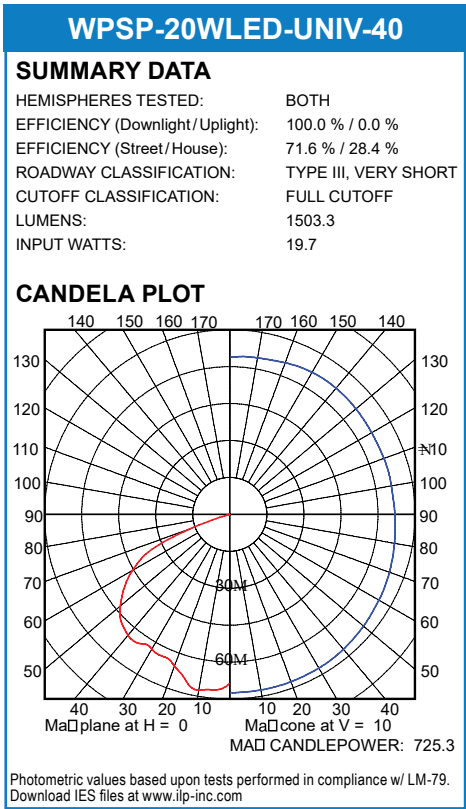 WPSP-20WLED-UNIV-40
SUMMARY DATA
HEMISPHERES TESTED: BOTH
EFFICIENCY (Downlight/Uplight): 100.0 % / 0.0 %
EFFICIENCY (Street/House): 71.6 % / 28.4 %
ROADWAY CLASSIFICATION: TYPE III, VERY SHORT
CUTOFF CLASSIFICATION: FULL CUTOFF
LUMENS: 1503.3
INPUT WATTS: 19.7
CANDELA PLOT
140 150 160 170 170 160 150 140
130 130
120 120
110 110
100 100
90 90
80 80
30M
70 70
60 60
60M
50 50
40 30 20 10 10 20 30 40
Ma□ plane at H = 0 Ma□ cone at V = 10
MA□ CANDLEPOWER: 725.3
Photometric values based upon tests performed in compliance w/ LM-79.
Download IES files at www.ilp-inc.com